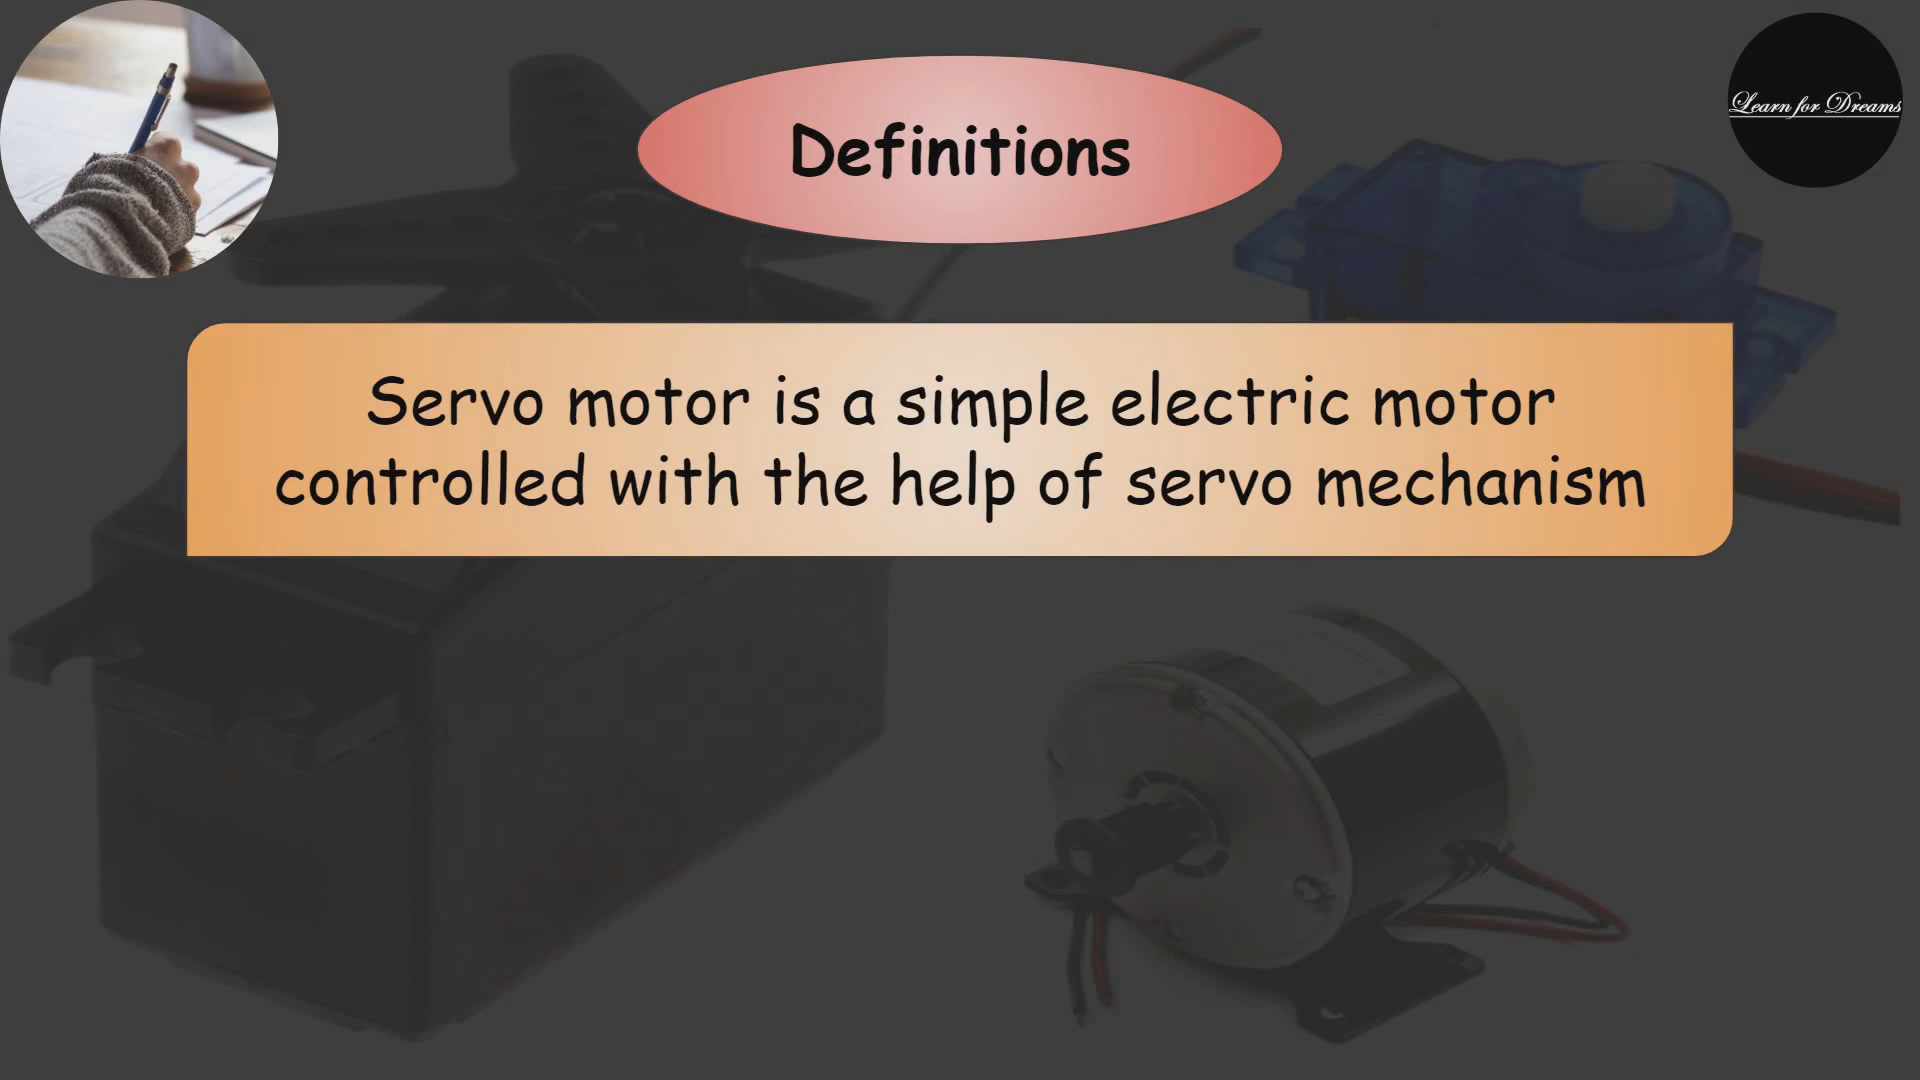 Definitions
Learn for Dreams
Servo motor is a simple electric motor
controlled with the help of servo mechanism